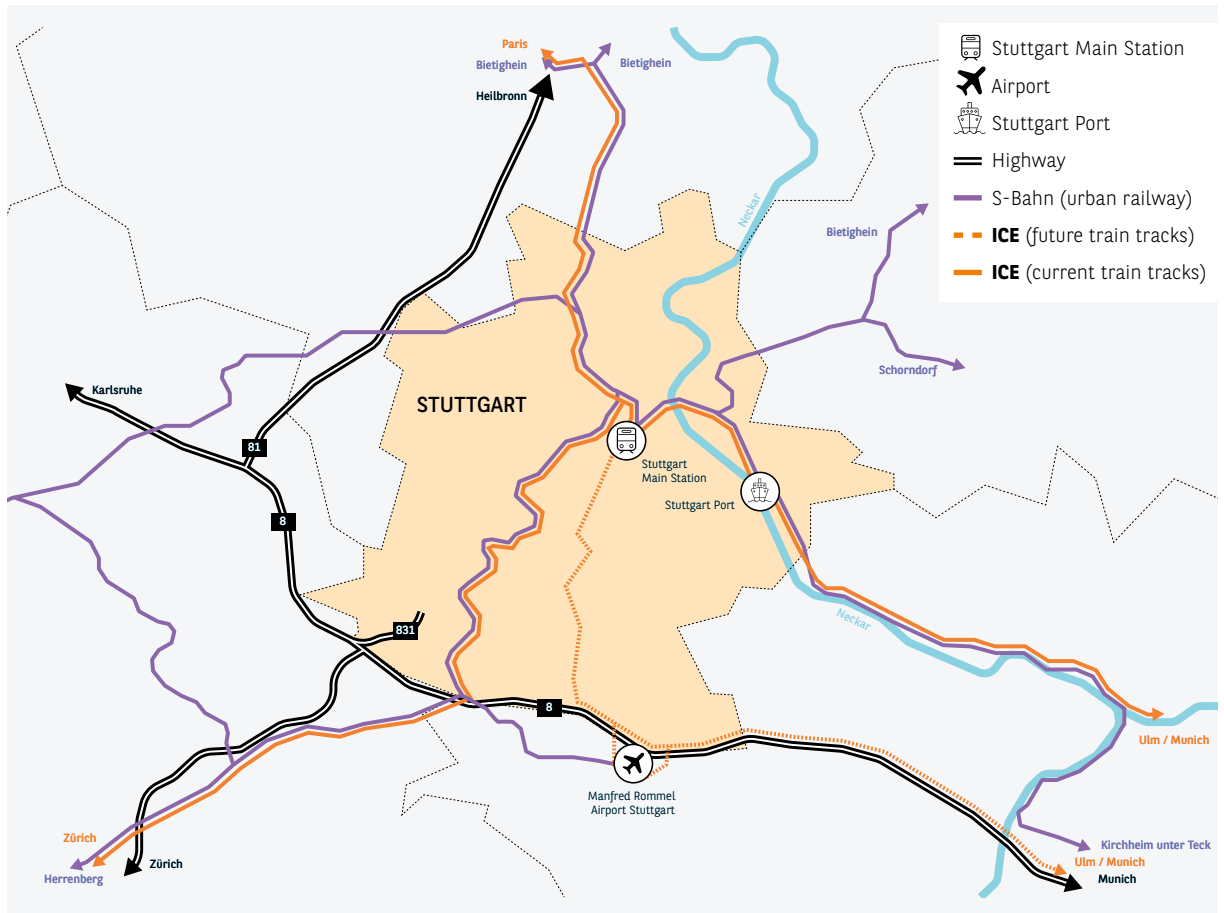 Paris
Bietighein
Bietighein
Heilbronn
Stuttgart Main Station
Airport
Stuttgart Port
Highway
S-Bahn (urban railway)
ICE (future train tracks)
ICE (current train tracks)
Neckar
Bietighein
Schorndorf
Karlsruhe
STUTTGART
81
Stuttgart
Main Station
Stuttgart Port
8
831
Neckar
8
Ulm / Munich
Manfred Rommel
Airport Stuttgart
Zürich
Zürich
Herrenberg
Kirchheim unter Teck
Ulm / Munich
Munich